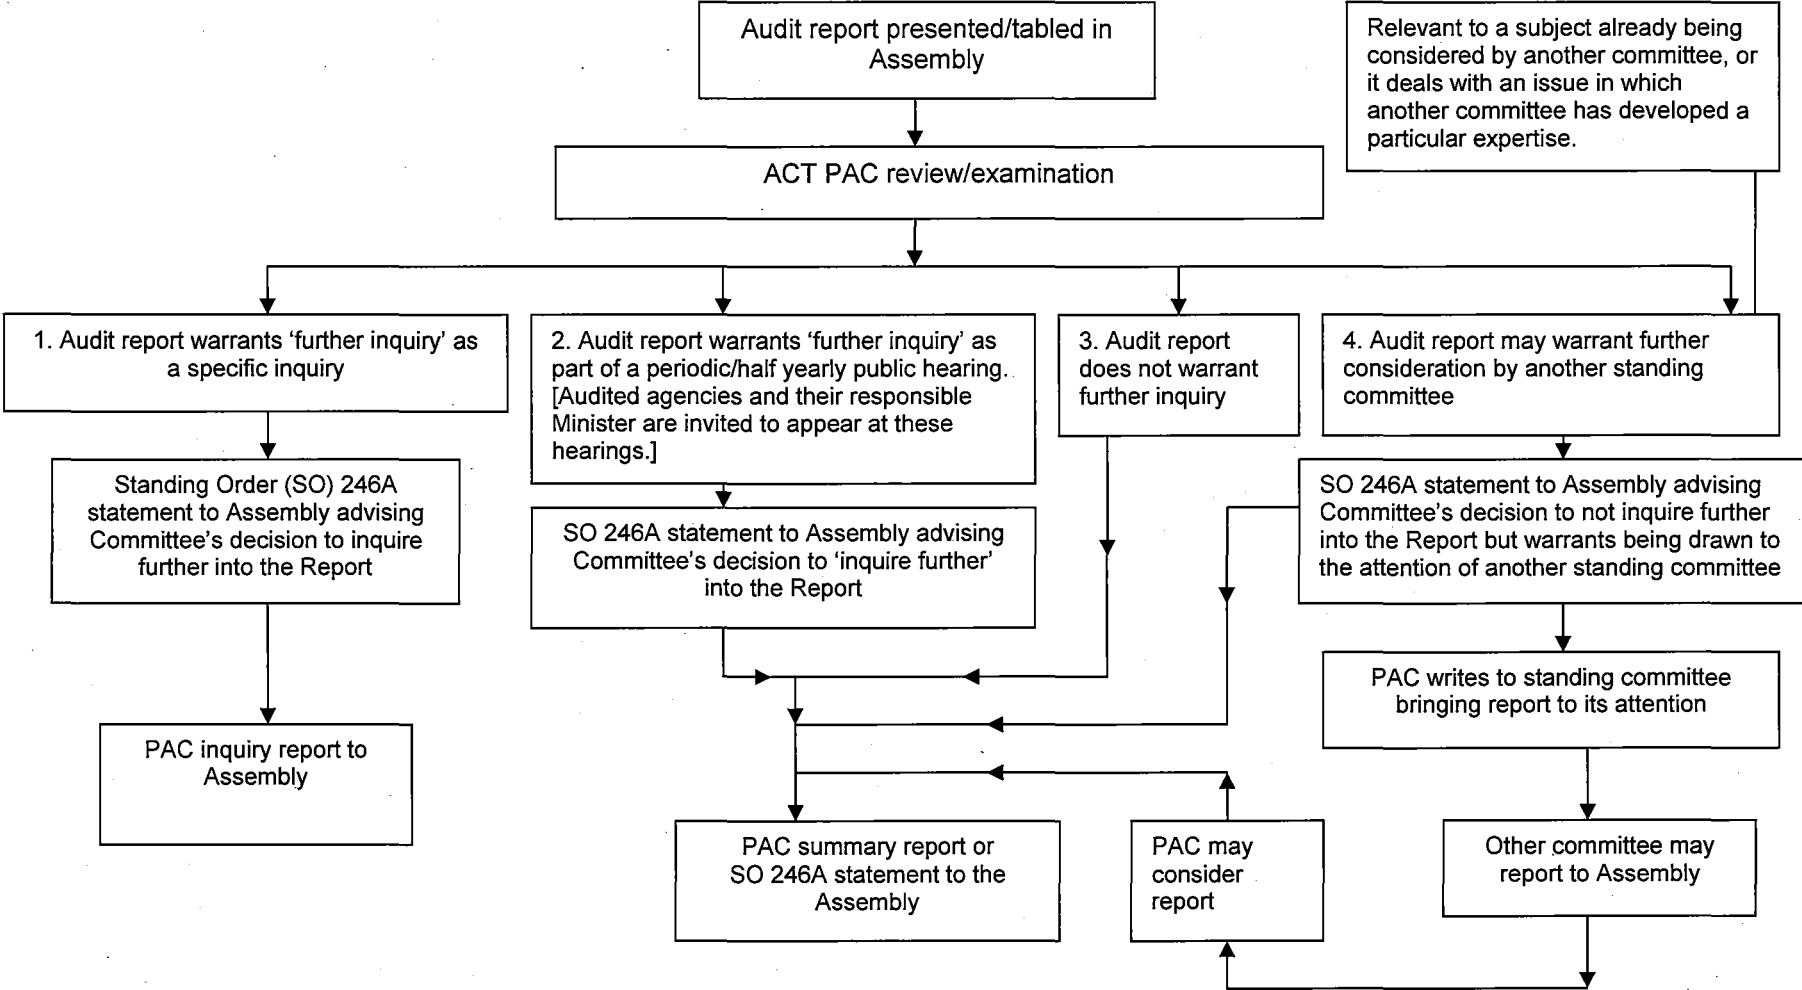 Audit report presented/tabled in
Assembly
Relevant to a subject already being
considered by another committee, or
it deals with an issue in which
another committee has developed a
particular expertise.
ACT PAC review/examination
1. Audit report warrants ‘further inquiry’ as
a specific inquiry
2. Audit report warrants ‘further inquiry’ as
part of a periodic/half yearly public hearing.
[Audited agencies and their responsible
Minister are invited to appear at these
hearings.]
3. Audit report
does not warrant
further inquiry
4. Audit report may warrant further
consideration by another standing
committee
Standing Order (SO) 246A
statement to Assembly advising
Committee’s decision to inquire
further into the Report
SO 246A statement to Assembly advising
Committee’s decision to ‘inquire further’
into the Report
SO 246A statement to Assembly advising
Committee’s decision to not inquire further
into the Report but warrants being drawn to
the attention of another standing committee
PAC writes to standing committee
bringing report to its attention
PAC inquiry report to
Assembly
PAC summary report or
SO 246A statement to the
Assembly
PAC may
consider
report
Other committee may
report to Assembly